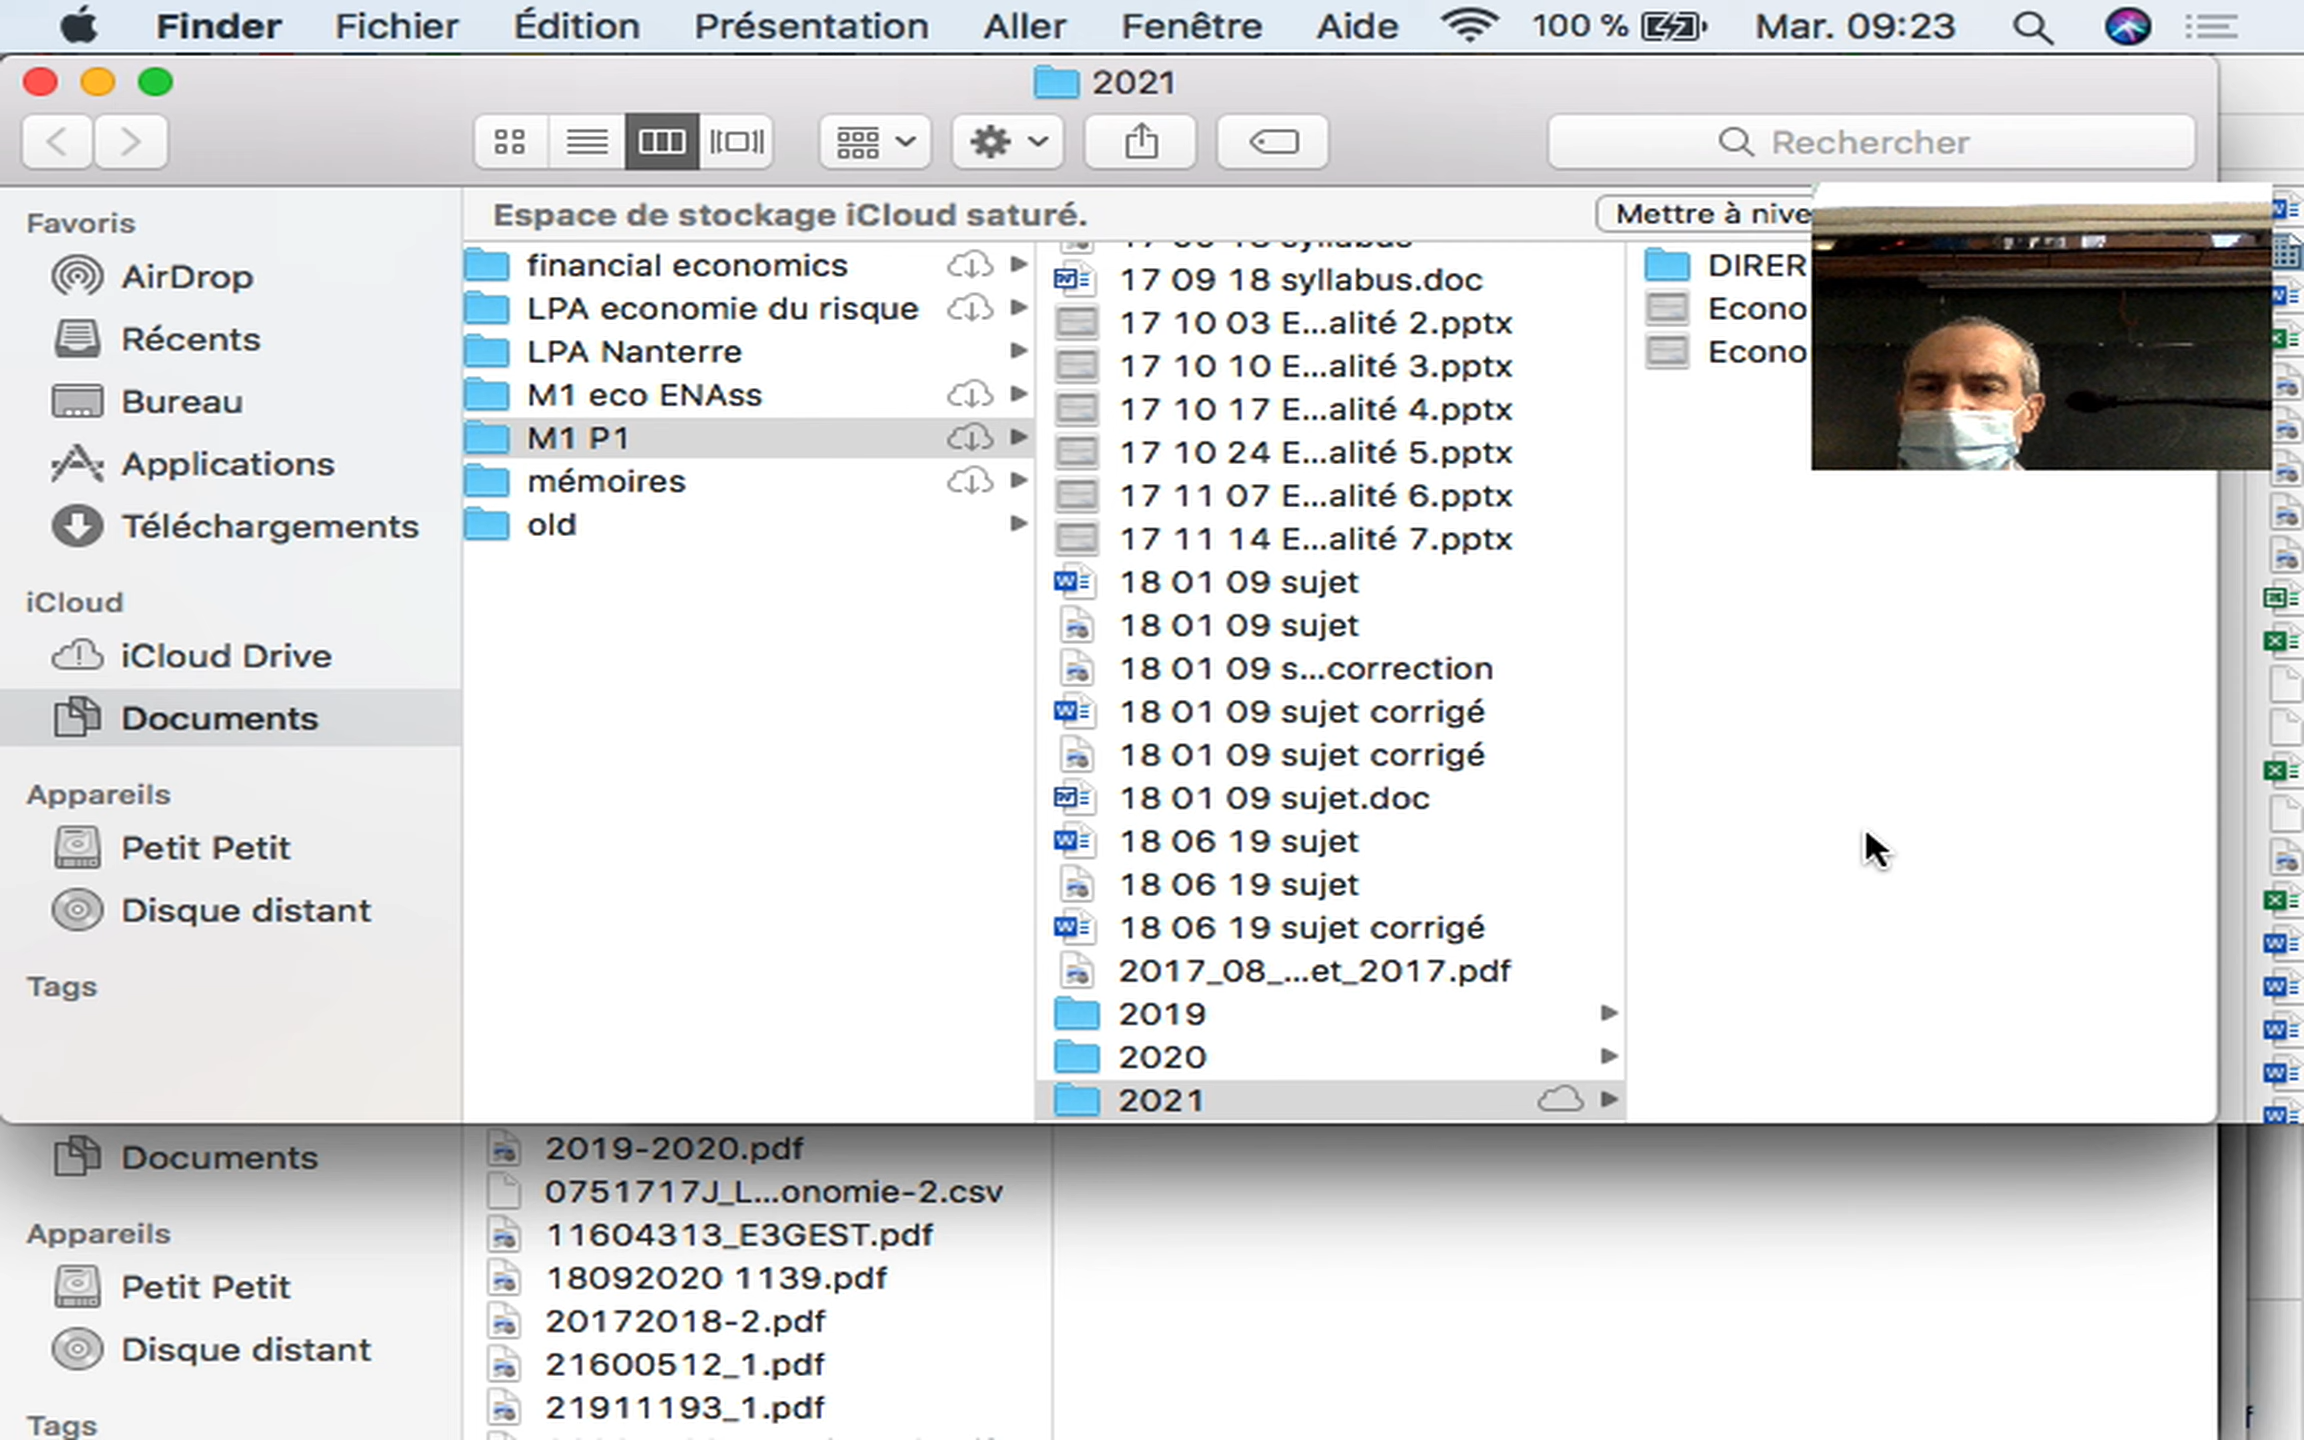 Finder Fichier Édition Présentation Aller Fenêtre Aide 100 % Mar. 09:23
2021
Rechercher
Espace de stockage iCloud saturé.
Mettre à nive
Favoris
AirDrop
Récents
Bureau
Applications
Téléchargements
iCloud
iCloud Drive
Documents
Appareils
Petit Petit
Disque distant
Tags
financial economics
LPA economie du risque
LPA Nanterre
M1 eco ENAss
M1 P1
mémoires
old
17 09 18 syllabus.doc
17 10 03 E...alité 2.pptx
17 10 10 E...alité 3.pptx
17 10 17 E...alité 4.pptx
17 10 24 E...alité 5.pptx
17 11 07 E...alité 6.pptx
17 11 14 E...alité 7.pptx
18 01 09 sujet
18 01 09 sujet
18 01 09 s...correction
18 01 09 sujet corrigé
18 01 09 sujet corrigé
18 01 09 sujet.doc
18 06 19 sujet
18 06 19 sujet
18 06 19 sujet corrigé
2017_08_...et_2017.pdf
2019
2020
2021
DIRER
Econo
Econo
Documents
Appareils
Petit Petit
Disque distant
Tags
2019-2020.pdf
0751717J_L...onomie-2.csv
11604313_E3GEST.pdf
18092020 1139.pdf
20172018-2.pdf
21600512_1.pdf
21911193_1.pdf